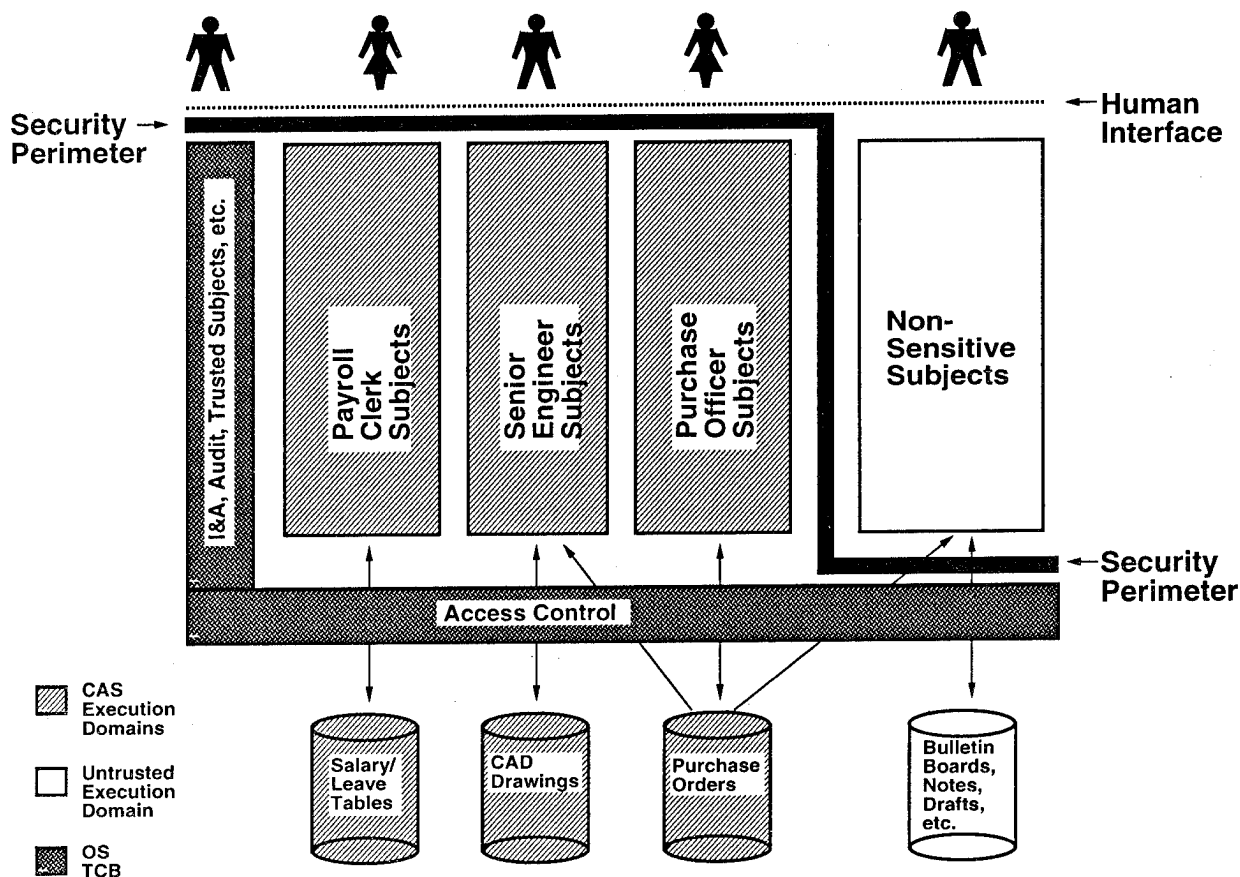 Human
Interface
Security
Perimeter
I&A, Audit, Trusted Subjects, etc.
Payroll
Clerk
Subjects
Senior
Engineer
Subjects
Purchase
Officer
Subjects
Non-
Sensitive
Subjects
Security
Perimeter
Access Control
CAS
Execution
Domains
Untrusted
Execution
Domain
OS
TCB
Salary/
Leave
Tables
CAD
Drawings
Purchase
Orders
Bulletin
Boards,
Notes,
Drafts,
etc.